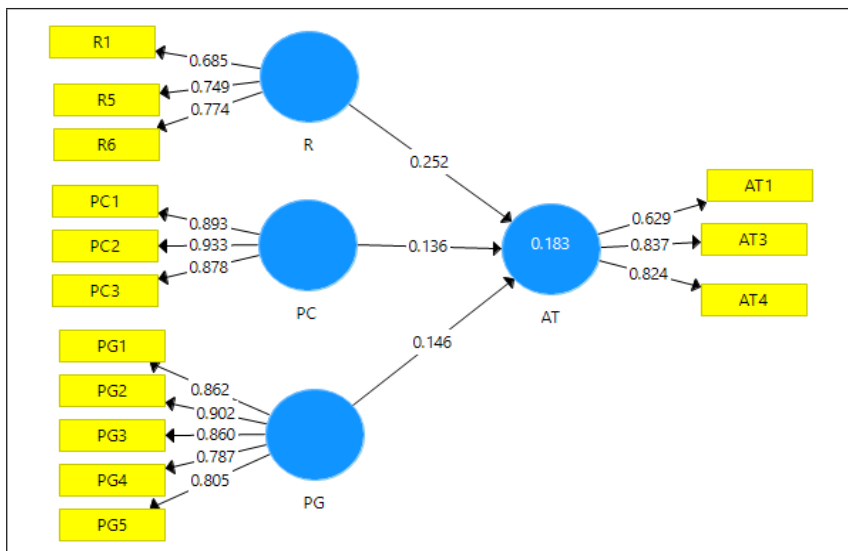 R1
0.685
0.749
R5
0.774
R6
R
0.252
PC1
0.893
PC2
0.933
0.878
PC3
PC
0.136
0.183
AT
0.629
AT1
0.837
AT3
0.824
AT4
PG1
0.862
PG2
0.902
PG3
0.860
0.787
PG4
0.805
PG5
PG
0.146